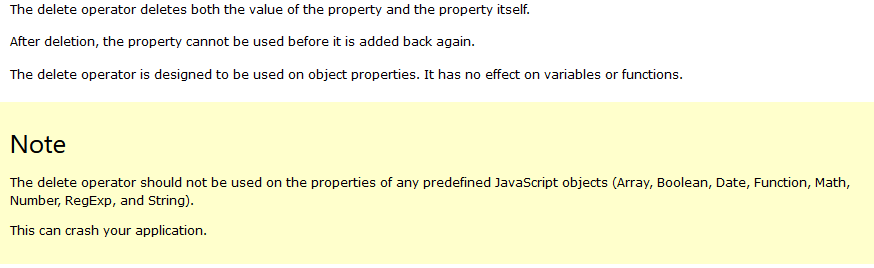 The delete operator deletes both the value of the property and the property itself.
After deletion, the property cannot be used before it is added back again.
The delete operator is designed to be used on object properties. It has no effect on variables or functions.
Note
The delete operator should not be used on the properties of any predefined JavaScript objects (Array, Boolean, Date, Function, Math,
Number, RegExp, and String).
This can crash your application.